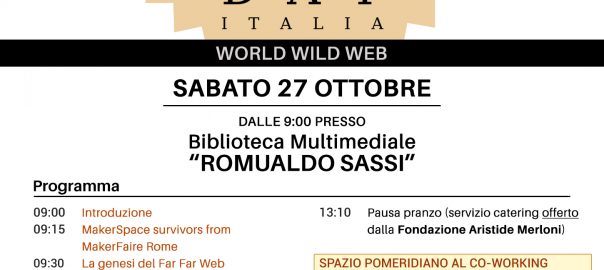 ITALIA
WORLD WILD WEB
SABATO 27 OTTOBRE
DALLE 9:00 PRESSO
Biblioteca Multimediale
“ROMUALDO SASSI”
Programma
09:00 Introduzione
09:15 MakerSpace survivors from
MakerFaire Rome
09:30 La genesi del Far Far Web
13:10 Pausa pranzo (servizio catering offerto
dalla Fondazione Aristide Merloni)
SPAZIO POMERIDIANO AL CO-WORKING